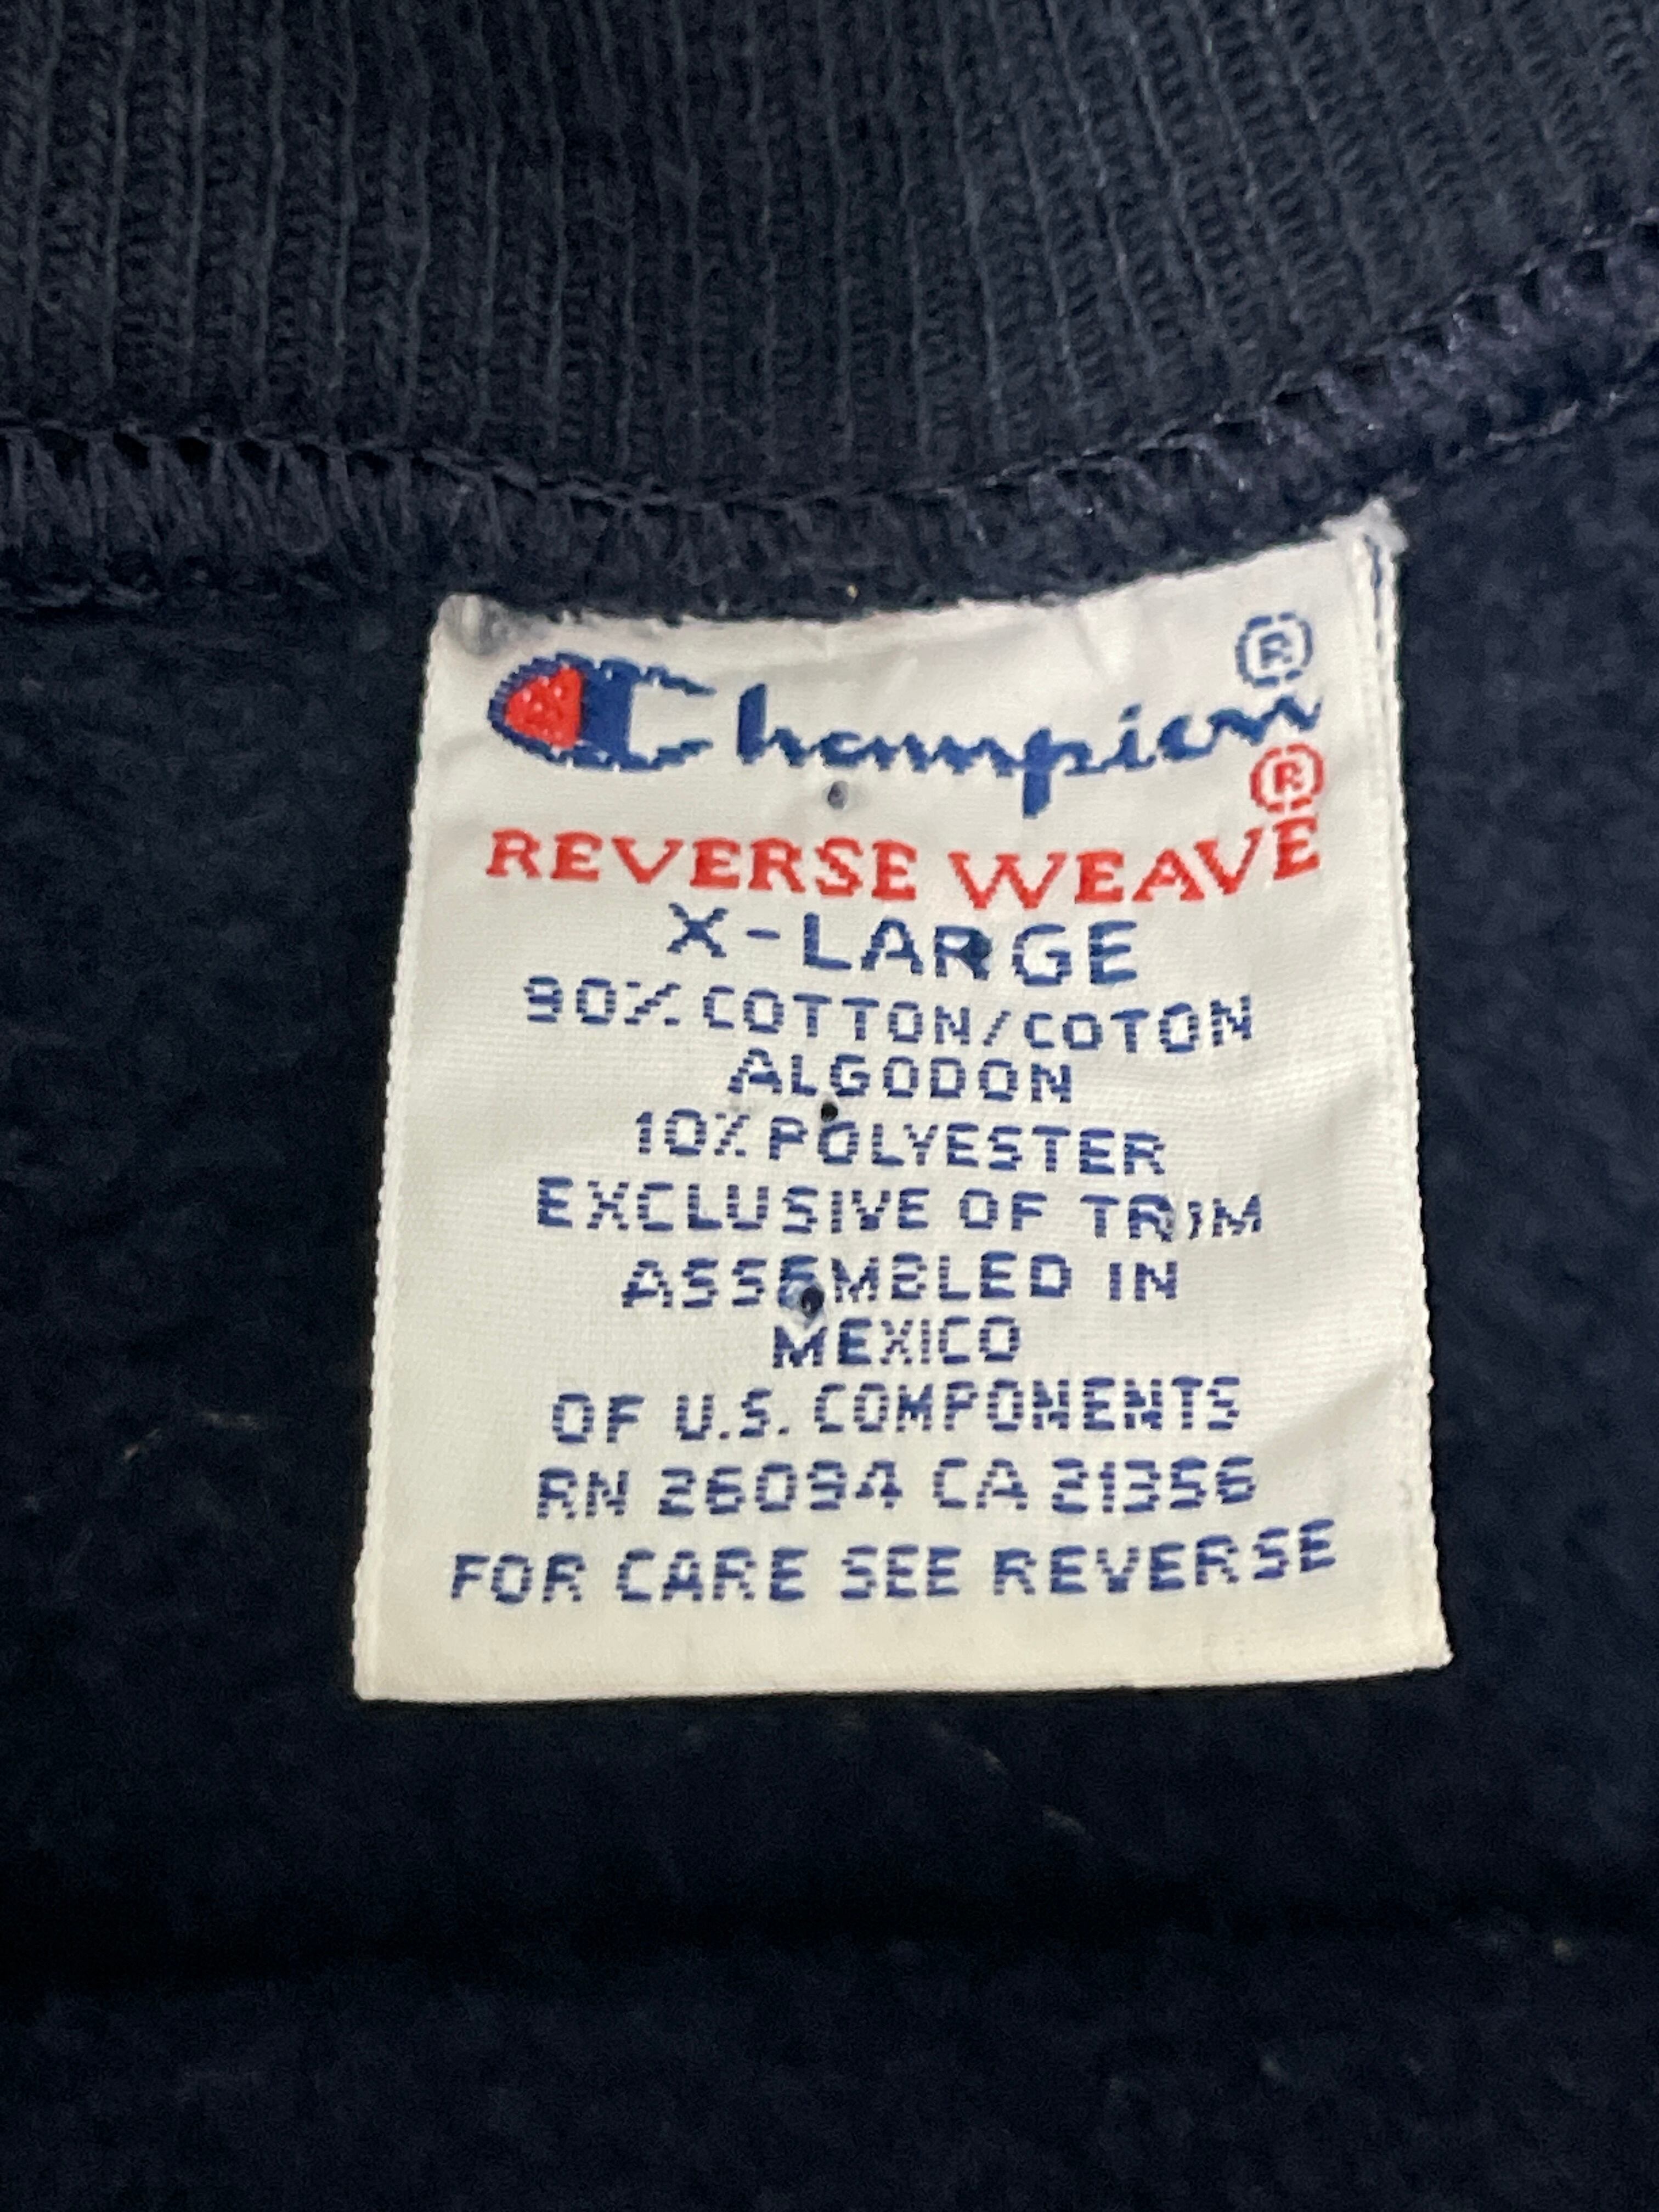 Champion®
REVERSE WEAVE®
X-LARGE
90% COTTON/COTON
ALGODON
10% POLYESTER
EXCLUSIVE OF TRIM
ASSEMBLED IN
MEXICO
OF U.S. COMPONENTS
RN 26094 CA 21356
FOR CARE SEE REVERSE